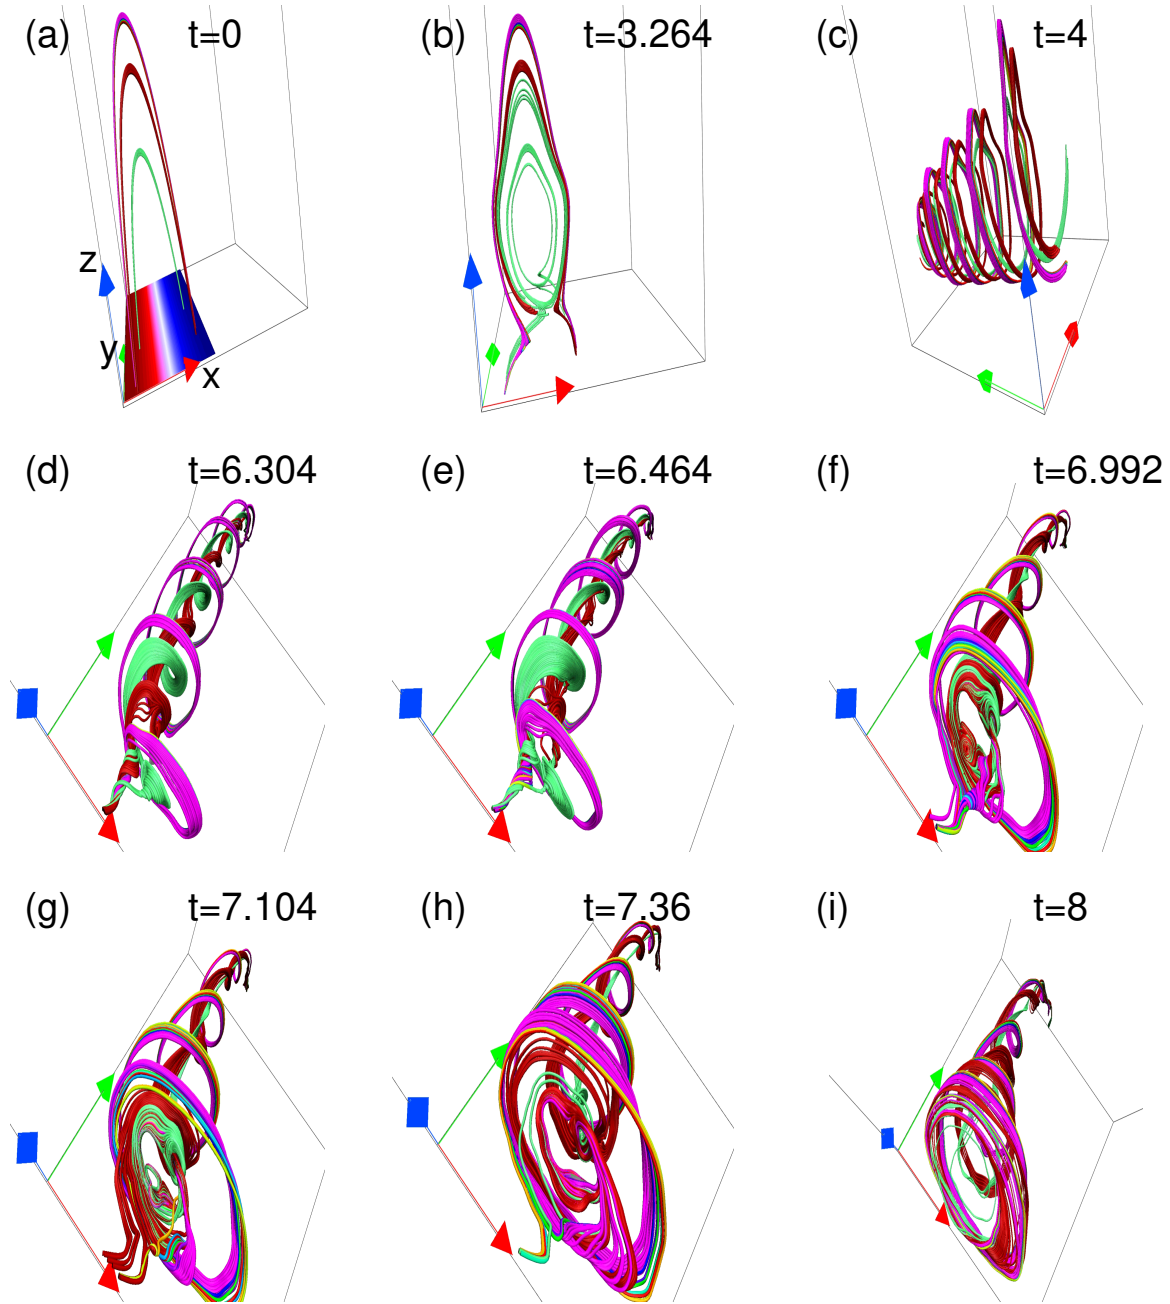 (a) t=0
(b) t=3.264
(c) t=4
z
y
x
(d) t=6.304
(e) t=6.464
(f) t=6.992
(g) t=7.104
(h) t=7.36
(i) t=8